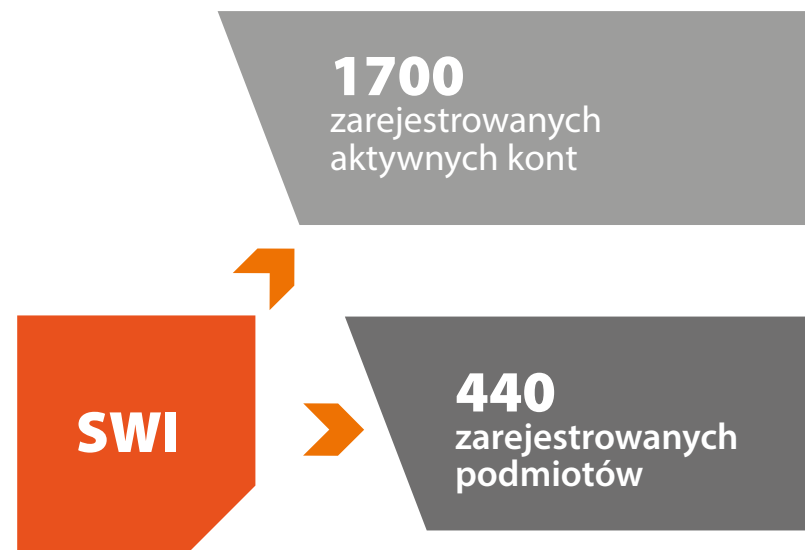 1700
zarejestrowanych
aktywnych kont
SWI
440
zarejestrowanych
podmiotów